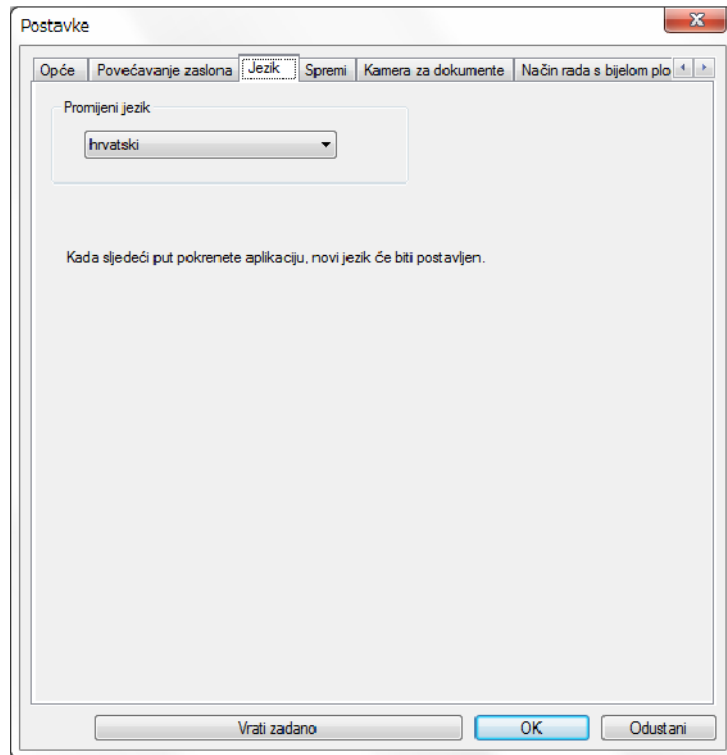 Postavke
Opće Povećavanje zaslona Jezik Spremi Kamera za dokumente Način rada s bijelom plo
Promijeni jezik
hrvatski
Kada sljedeći put pokrenete aplikaciju, novi jezik će biti postavljen.
Vrati zadano OK Odustani